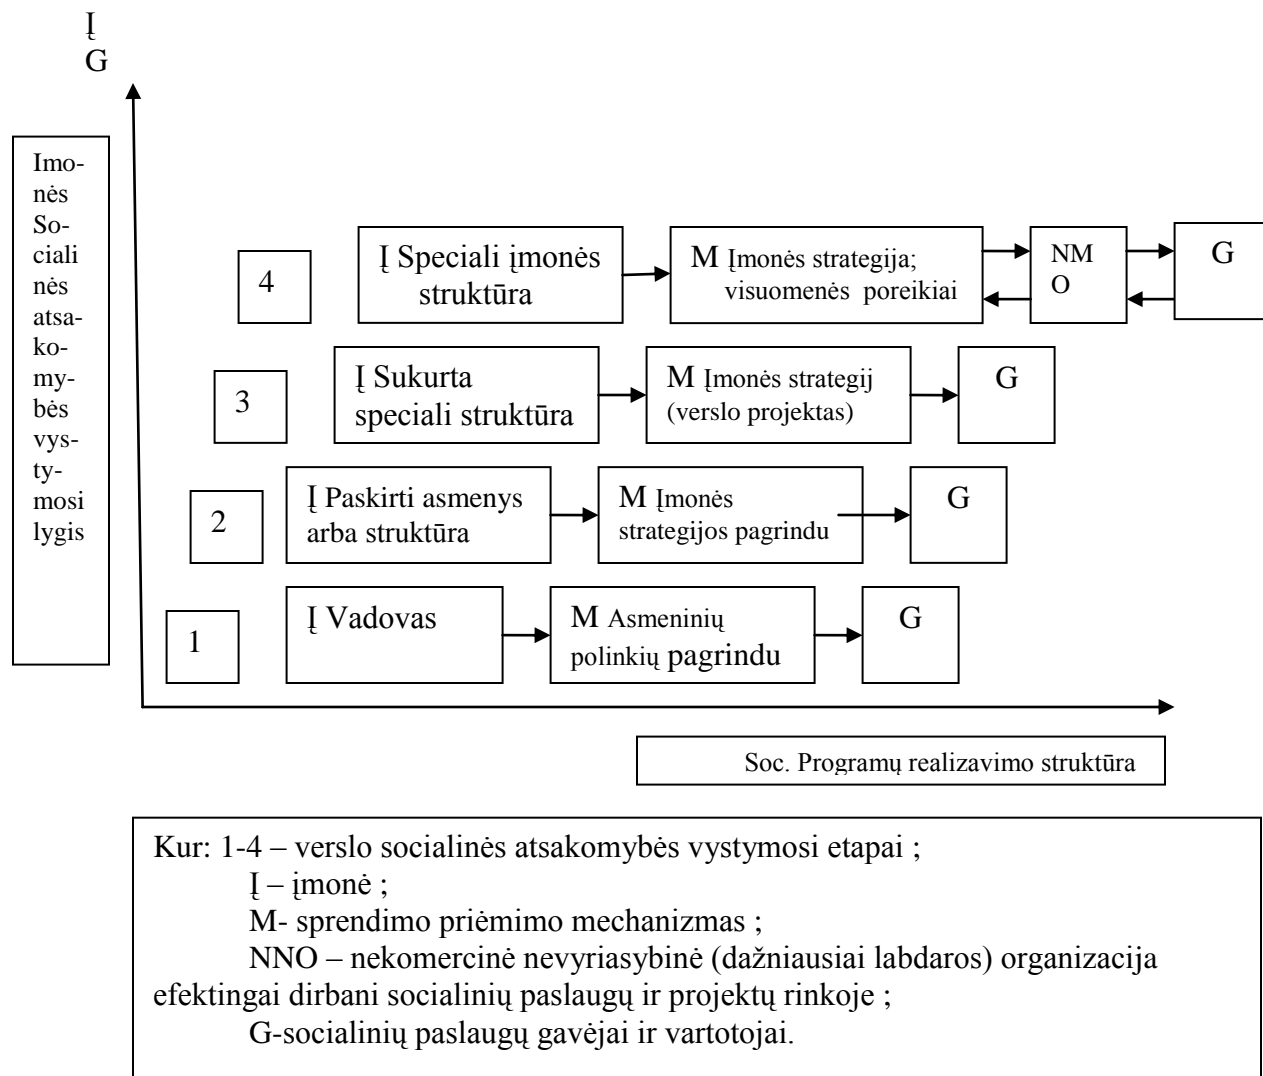 Į
G
Imo-
nės
So-
ciali
nės
atsa-
ko-
my-
bės
vys-
ty-
mosi
lygis
4
Į Speciali įmonės
struktūra
M Įmonės strategija;
visuomenės poreikiai
NM
O
G
3
Į Sukurta
speciali struktūra
M Įmonės strategij
(verslo projektas)
G
2
Į Paskirti asmenys
arba struktūra
M Įmonės
strategijos pagrindu
G
1
Į Vadovas
M Asmeninių
polinkių pagrindu
G
Soc. Programų realizavimo struktūra
Kur: 1-4 – verslo socialinės atsakomybės vystymosi etapai ;
Į – įmonė ;
M- sprendimo priėmimo mechanizmas ;
NNO – nekomercinė nevyriasybinė (dažniausiai labdaros) organizacija
efektingai dirbani socialinių paslaugų ir projektų rinkoje ;
G-socialinių paslaugų gavėjai ir vartotojai.